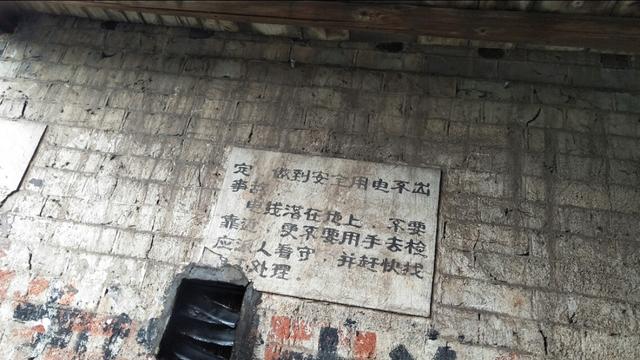 定 做到安全用电不出
事故
电线落在地上 不要
靠近 更不要用手去检
应派人看守，并赶快找
处理。